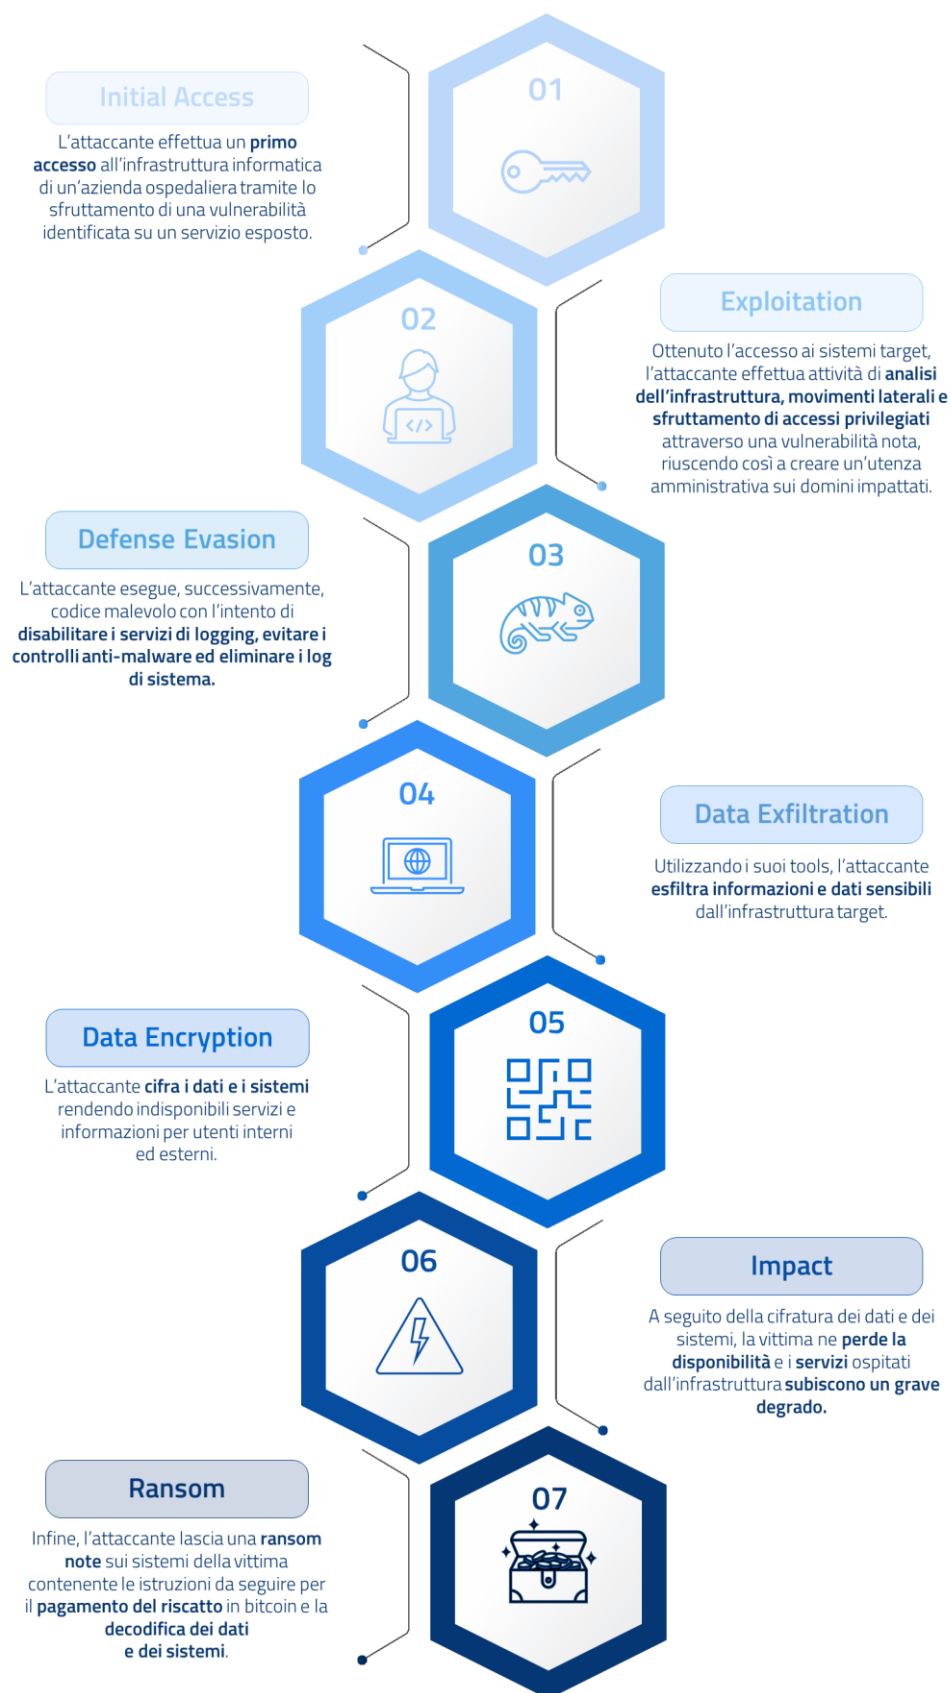 01
Initial Access
L'attaccante effettua un primo
accesso all'infrastruttura informatica
di un'azienda ospedaliera tramite lo
sfruttamento di una vulnerabilità
identificata su un servizio esposto.
02
</>
Exploitation
Ottenuto l'accesso ai sistemi target,
l'attaccante effettua attività di analisi
dell'infrastruttura, movimenti laterali e
sfruttamento di accessi privilegiati
attraverso una vulnerabilità nota,
riuscendo così a creare un'utenza
amministrativa sui domini impattati.
03
Defense Evasion
L'attaccante esegue, successivamente,
codice malevolo con l'intento di
disabilitare i servizi di logging, evitare i
controlli anti-malware ed eliminare i log
di sistema.
04
Data Exfiltration
Utilizzando i suoi tools, l'attaccante
esfiltra informazioni e dati sensibili
dall'infrastruttura target.
05
Data Encryption
L'attaccante cifra i dati e i sistemi
rendendo indisponibili servizi e
informazioni per utenti interni
ed esterni.
06
Impact
A seguito della cifratura dei dati e dei
sistemi, la vittima ne perde la
disponibilità e i servizi ospitati
dall'infrastruttura subiscono un grave
degrado.
07
Ransom
Infine, l'attaccante lascia una ransom
note sui sistemi della vittima
contenente le istruzioni da seguire per
il pagamento del riscatto in bitcoin e la
decodifica dei dati
e dei sistemi.